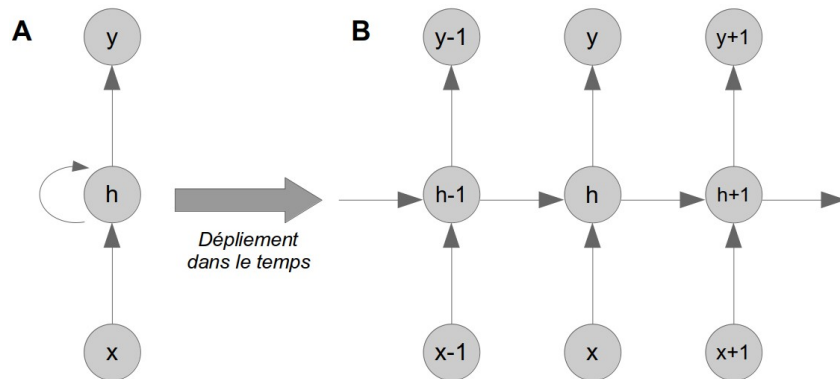 A
B
y
y-1
y
y+1
h
h-1
h
h+1
Dépliement
dans le temps
x
x-1
x
x+1